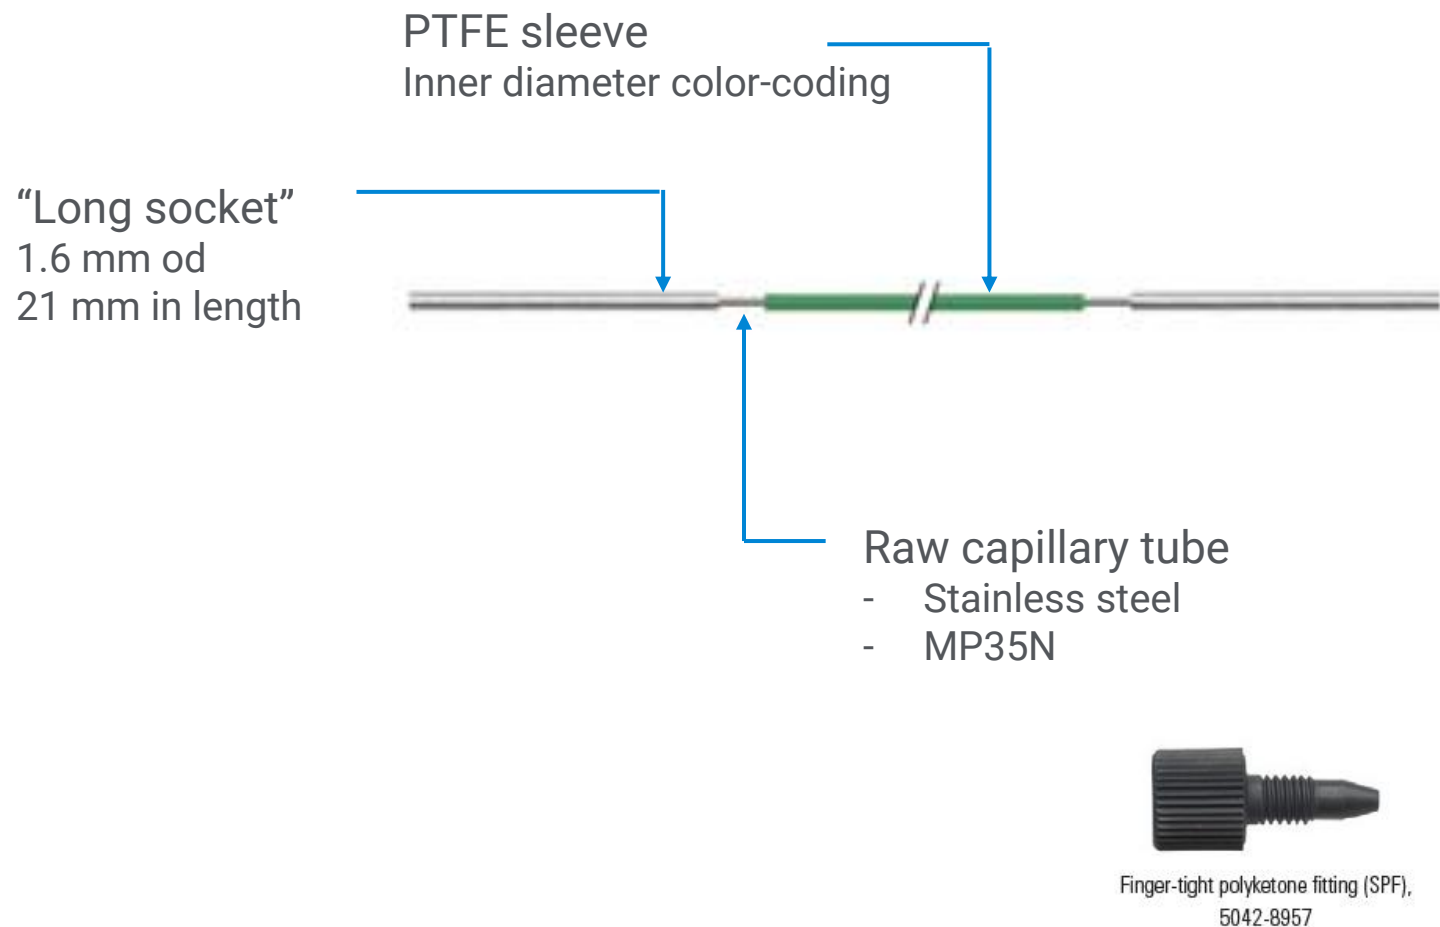 PTFE sleeve
Inner diameter color-coding
“Long socket”
1.6 mm od
21 mm in length
Raw capillary tube
- Stainless steel
- MP35N
Finger-tight polyketone fitting (SPF),
5042-8957